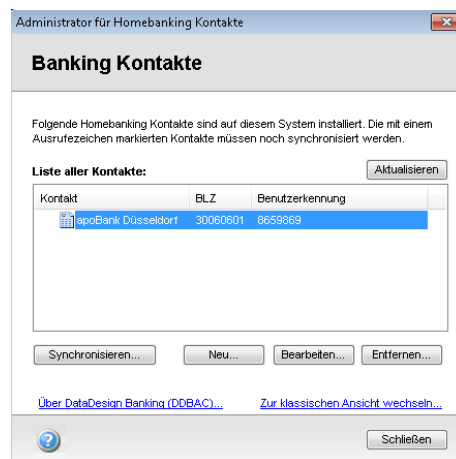 Administrator für Homebanking Kontakte
Banking Kontakte
Folgende Homebanking Kontakte sind auf diesem System installiert. Die mit einem
Ausrufezeichen markierten Kontakte müssen noch synchronisiert werden.
Liste aller Kontakte:
Aktualisieren
Kontakt BLZ Benutzerkennung
apoBank Düsseldorf 30060601 8659869
Synchronisieren... Neu... Bearbeiten... Entfernen...
Über DataDesign Banking (DDBAC)... Zur klassischen Ansicht wechseln...
Schließen